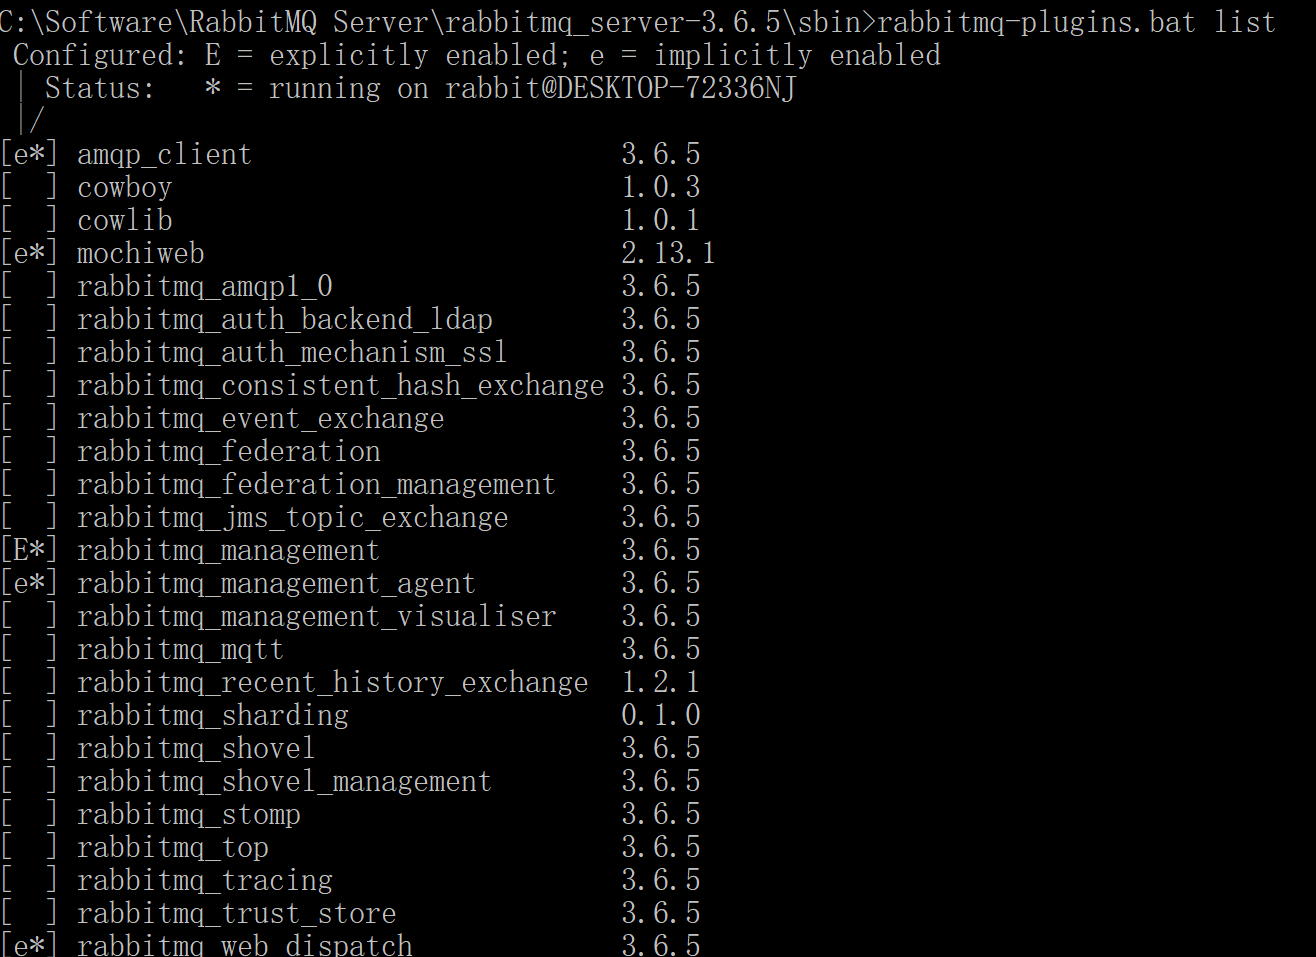 C:\Software\RabbitMQ Server\rabbitmq_server-3.6.5\sbin>rabbitmq-plugins.bat list
 Configured: E = explicitly enabled; e = implicitly enabled
 | Status:   * = running on rabbit@DESKTOP-72336NJ
 |/
[e*] amqp_client                       3.6.5
[  ] cowboy                            1.0.3
[  ] cowlib                            1.0.1
[e*] mochiweb                          2.13.1
[  ] rabbitmq_amqp1_0                  3.6.5
[  ] rabbitmq_auth_backend_ldap        3.6.5
[  ] rabbitmq_auth_mechanism_ssl       3.6.5
[  ] rabbitmq_consistent_hash_exchange 3.6.5
[  ] rabbitmq_event_exchange           3.6.5
[  ] rabbitmq_federation               3.6.5
[  ] rabbitmq_federation_management    3.6.5
[  ] rabbitmq_jms_topic_exchange       3.6.5
[E*] rabbitmq_management               3.6.5
[e*] rabbitmq_management_agent         3.6.5
[  ] rabbitmq_management_visualiser    3.6.5
[  ] rabbitmq_mqtt                     3.6.5
[  ] rabbitmq_recent_history_exchange  1.2.1
[  ] rabbitmq_sharding                 0.1.0
[  ] rabbitmq_shovel                   3.6.5
[  ] rabbitmq_shovel_management        3.6.5
[  ] rabbitmq_stomp                    3.6.5
[  ] rabbitmq_top                      3.6.5
[  ] rabbitmq_tracing                  3.6.5
[  ] rabbitmq_trust_store              3.6.5
[e*] rabbitmq_web_dispatch             3.6.5